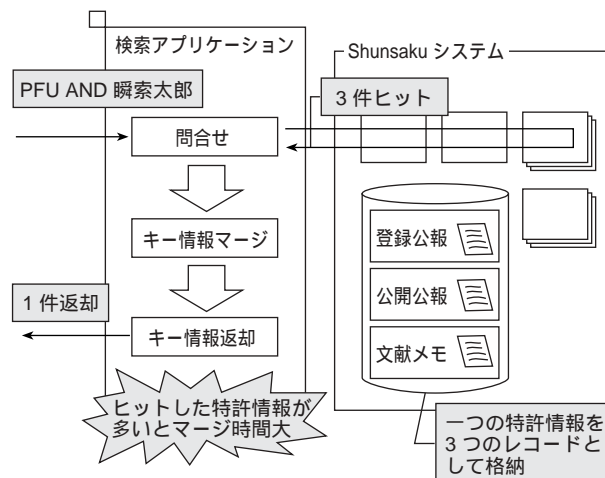 検索アプリケーション
Shunsaku システム
PFU AND 瞬索太郎
3 件ヒット
問合せ
キー情報マージ
登録公報
公開公報
1 件返却
キー情報返却
文献メモ
ヒットした特許情報が
多いとマージ時間大
一つの特許情報を
3 つのレコードと
して格納